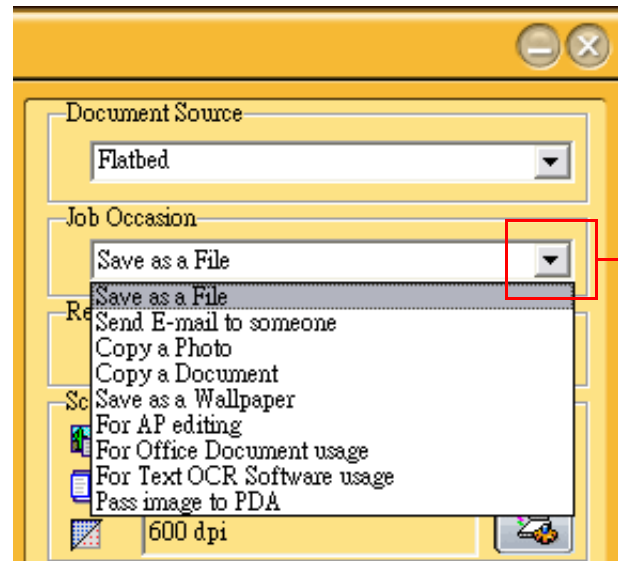 Document Source
Flatbed
Job Occasion
Save as a File
Save as a File
Re
Send E-mail to someone
Copy a Photo
Copy a Document
Sc
Save as a Wallpaper
For AP editing
For Office Document usage
For Text OCR Software usage
Pass image to PDA
600 dpi